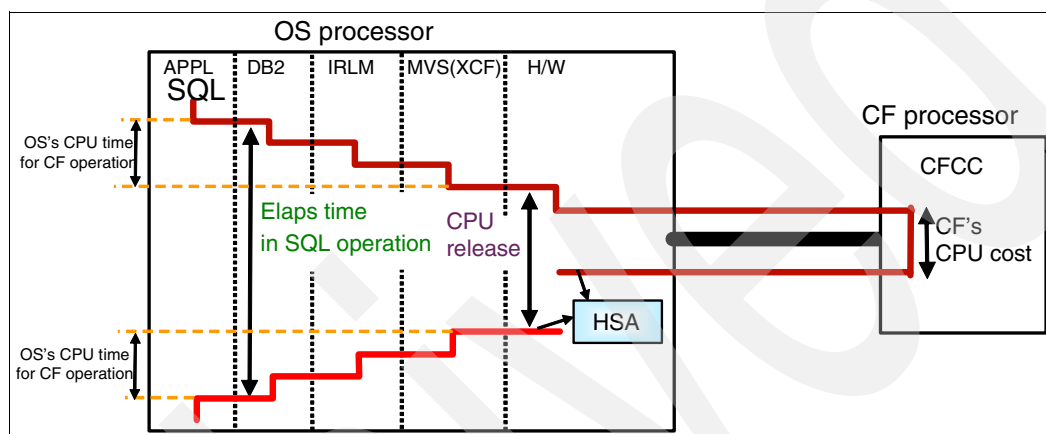 OS processor
APPL
DB2
IRLM
MVS(XCF)
H/W
SQL
CF processor
OS's CPU time
for CF operation
CFCC
Elaps time
in SQL operation
CPU
release
CF's
CPU cost
HSA
OS's CPU time
for CF operation